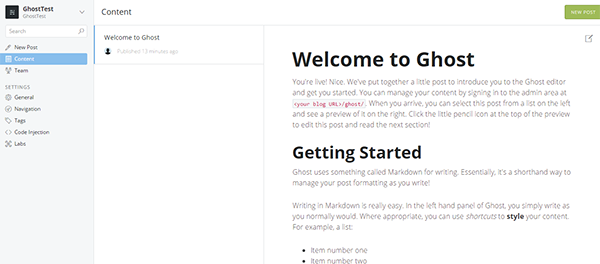 GhostTest
GhostTest
Search
New Post
Content
Team
SETTINGS
General
Navigation
Tags
Code Injection
Labs
Content
NEW POST
Welcome to Ghost
Published 13 minutes ago
Welcome to Ghost
You're live! Nice. We've put together a little post to introduce you to the Ghost editor
and get you started. You can manage your content by signing in to the admin area at
<your blog URL>/ghost/. When you arrive, you can select this post from a list on the left
and see a preview of it on the right. Click the little pencil icon at the top of the preview
to edit this post and read the next section!
Getting Started
Ghost uses something called Markdown for writing. Essentially, it's a shorthand way to
manage your post formatting as you write!
Writing in Markdown is really easy. In the left hand panel of Ghost, you simply write as
you normally would. Where appropriate, you can use shortcuts to style your content.
For example, a list:
• Item number one
• Item number two